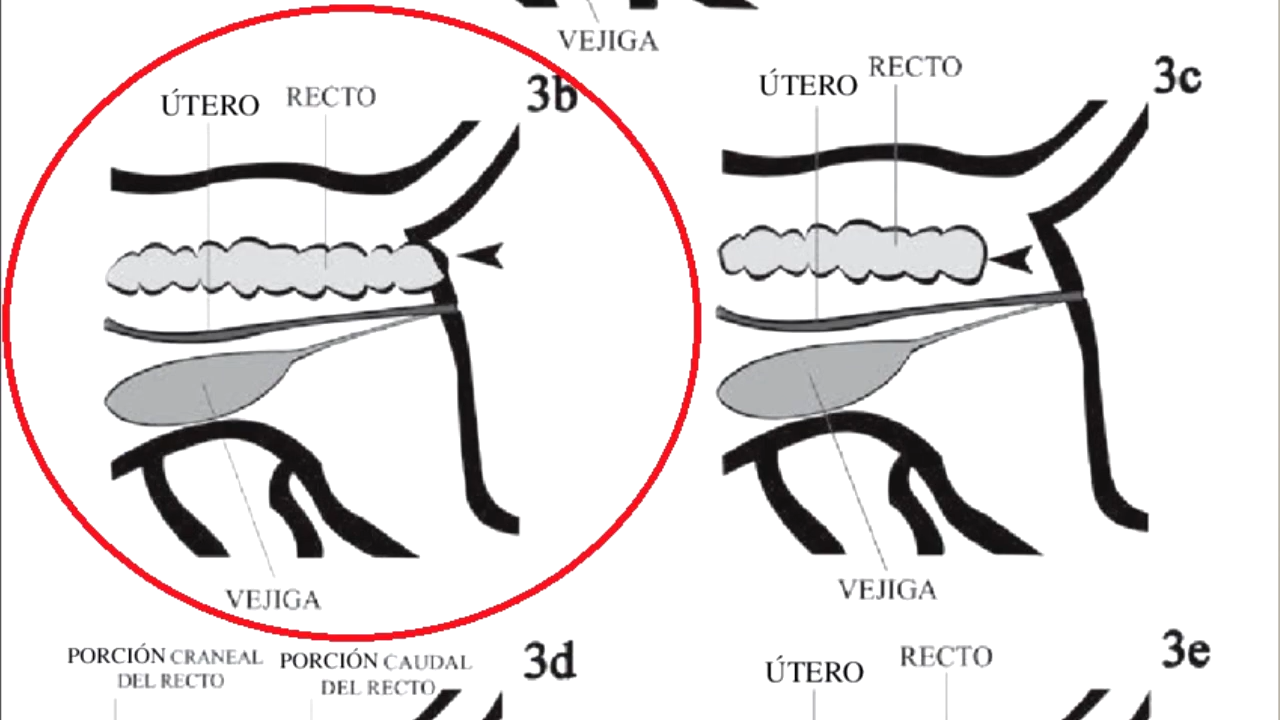 VEJIGA
ÚTERO
RECTO
3b
ÚTERO
RECTO
3c
VEJIGA
VEJIGA
PORCIÓN CRANEAL
DEL RECTO
PORCIÓN CAUDAL
DEL RECTO
3d
ÚTERO
RECTO
3e